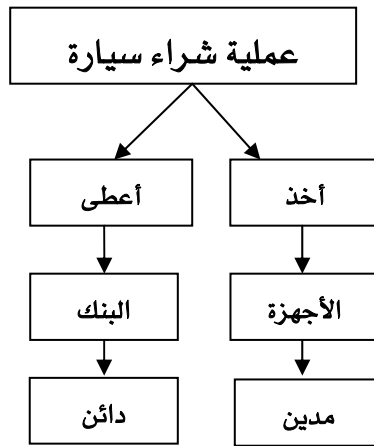 عملية شراء سيارة
أخذ
أعطى
الأجهزة
البنك
مدين
دائن